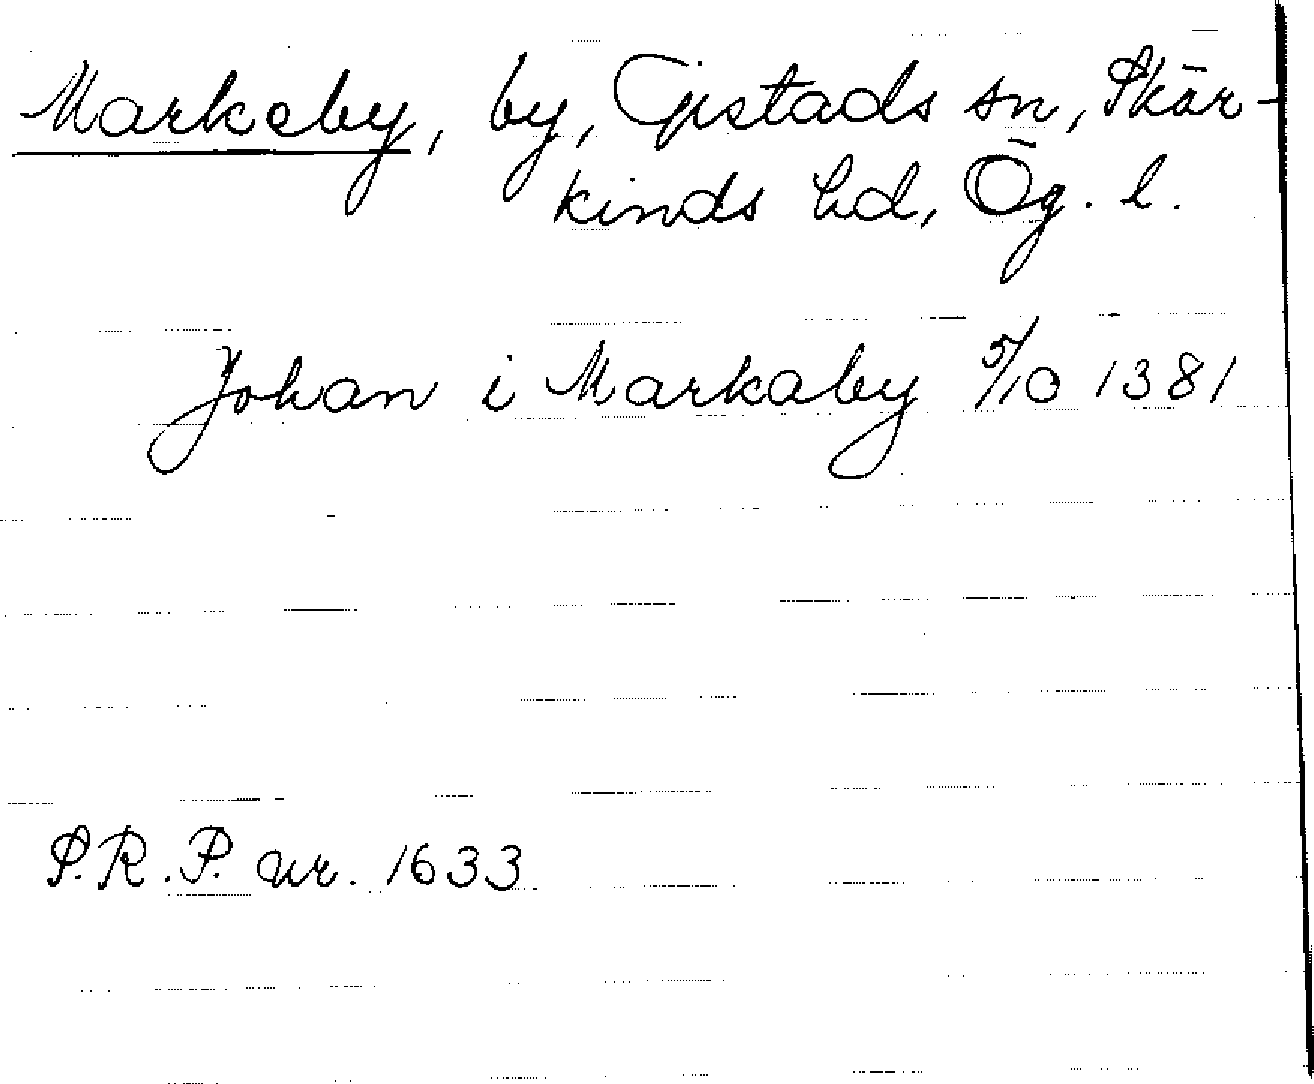 Markeby, by, Gistads sn, Skär-
kinds hd, Ög. l.
Johan i Markaby 5/10 1381
S.R.P. nr. 1633